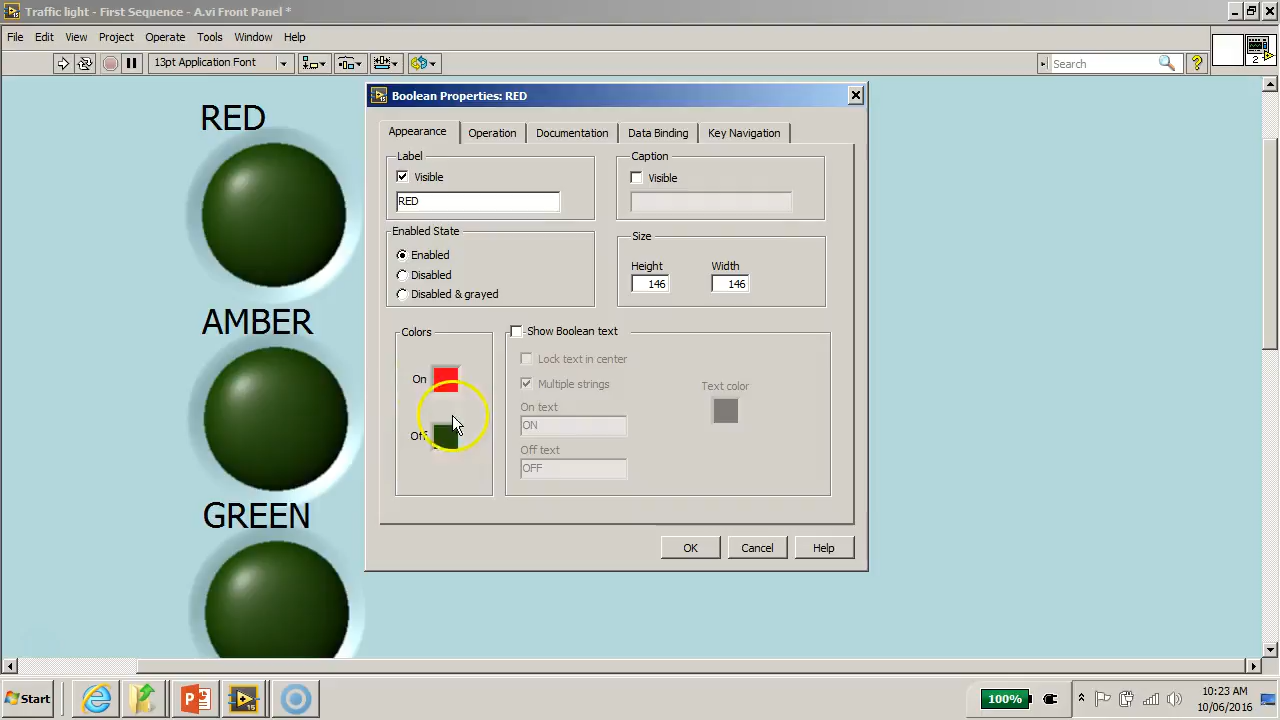 Traffic light - First Sequence - A.vi Front Panel *
File Edit View Project Operate Tools Window Help
13pt Application Font
Search
?
2
RED
AMBER
GREEN
Boolean Properties: RED
Appearance Operation Documentation Data Binding Key Navigation
Label
Visible
RED
Caption
Visible
Enabled State
Enabled
Disabled
Disabled & grayed
Size
Height Width
146 146
Colors
On
Off
Show Boolean text
Lock text in center
Multiple strings
On text
ON
Off text
OFF
Text color
OK Cancel Help
Start
15
100%
10:23 AM
10/06/2016